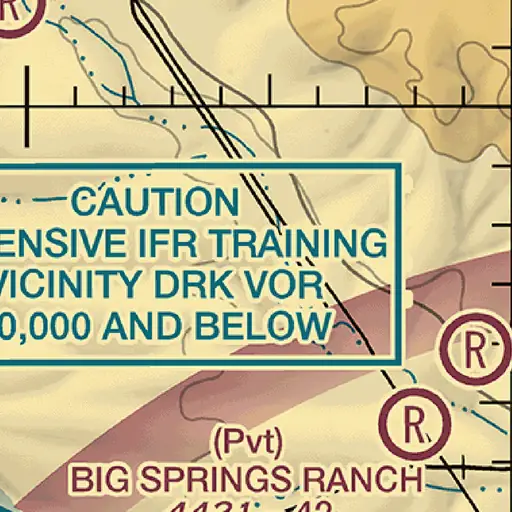 R
CAUTION
ENSIVE IFR TRAINING
VICINITY DRK VOR
0,000 AND BELOW
R
R
(Pvt)
BIG SPRINGS RANCH